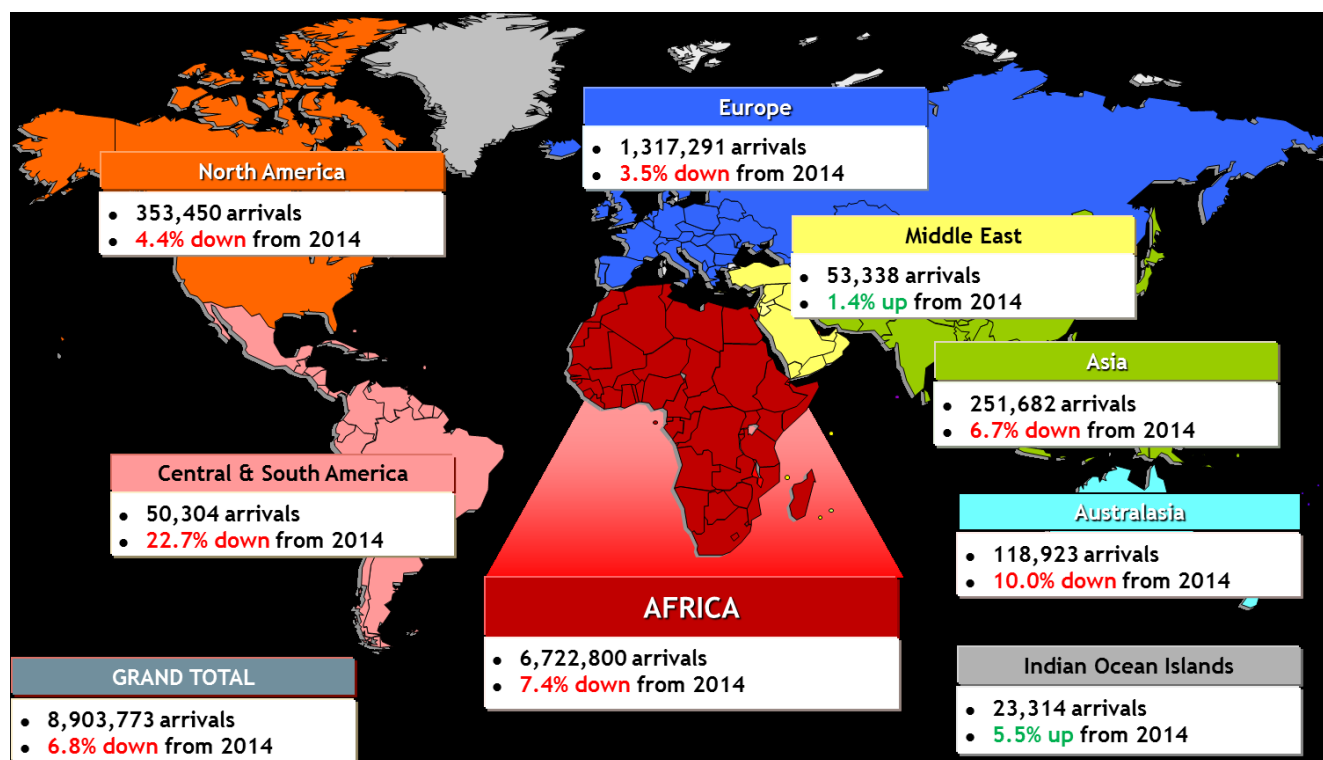 Europe
● 1,317,291 arrivals
● 3.5% down from 2014
North America
● 353,450 arrivals
● 4.4% down from 2014
Middle East
● 53,338 arrivals
● 1.4% up from 2014
Asia
● 251,682 arrivals
● 6.7% down from 2014
Central & South America
● 50,304 arrivals
● 22.7% down from 2014
Australasia
● 118,923 arrivals
● 10.0% down from 2014
AFRICA
● 6,722,800 arrivals
● 7.4% down from 2014
Indian Ocean Islands
● 23,314 arrivals
● 5.5% up from 2014
GRAND TOTAL
● 8,903,773 arrivals
● 6.8% down from 2014